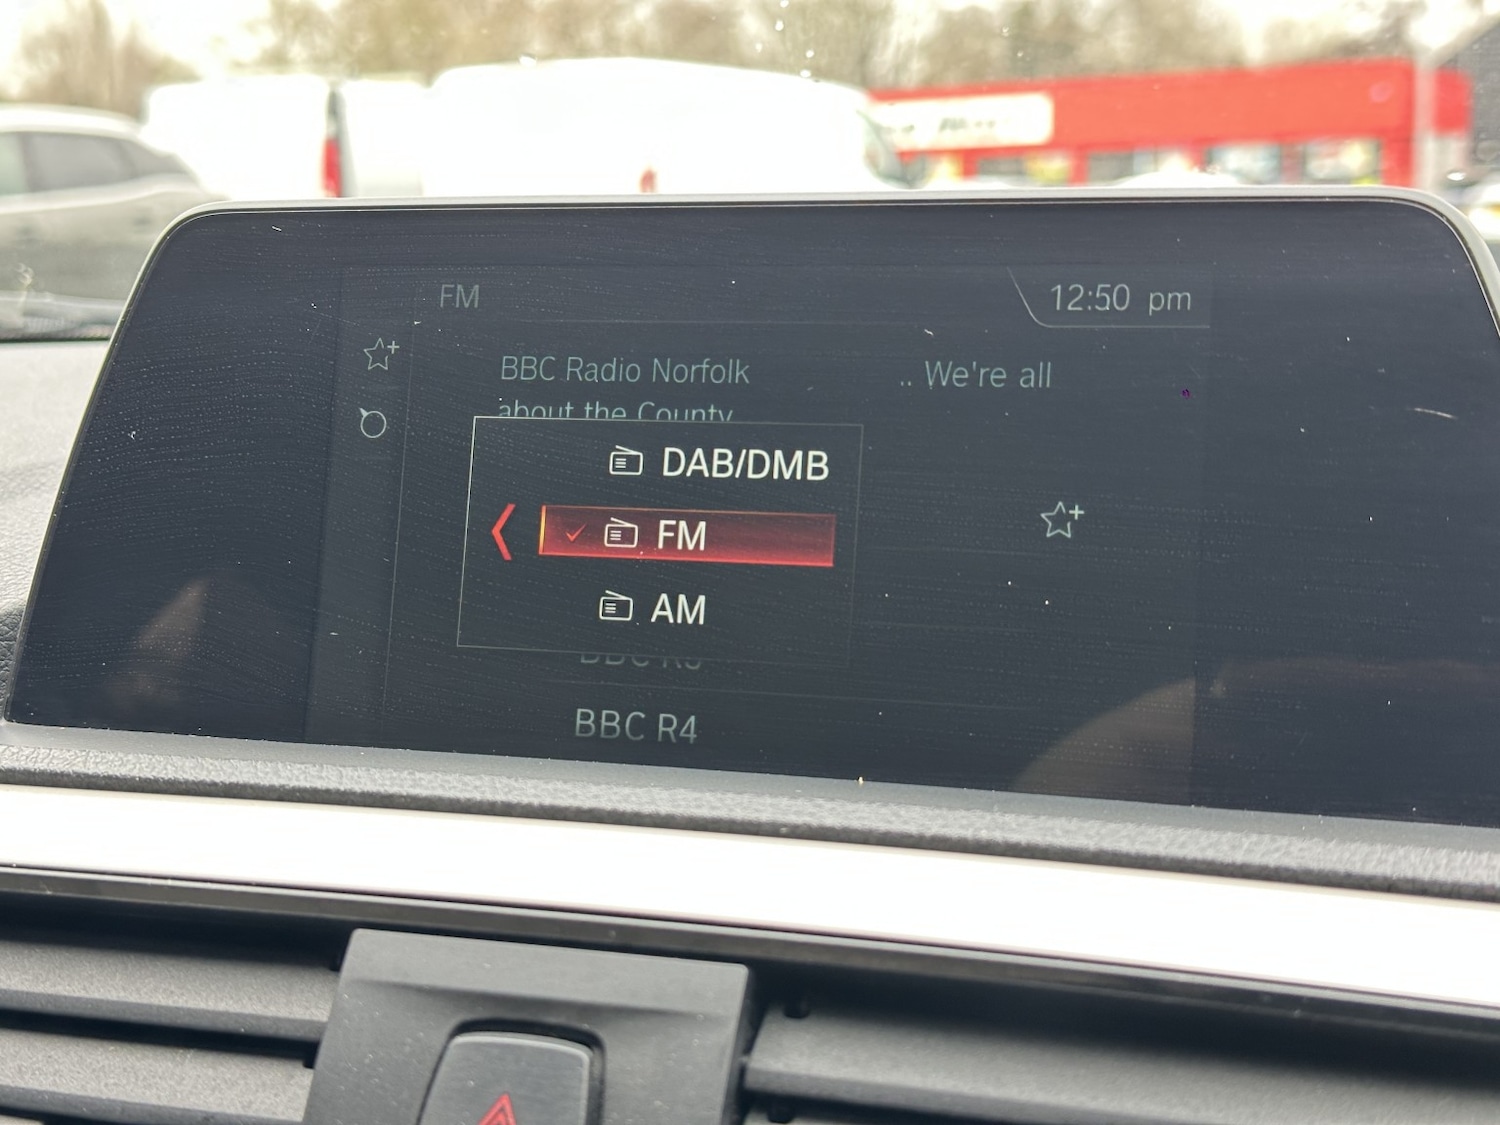 FM
12:50 pm
BBC Radio Norfolk .. We're all
about the County
DAB/DMB
FM
AM
BBC R4